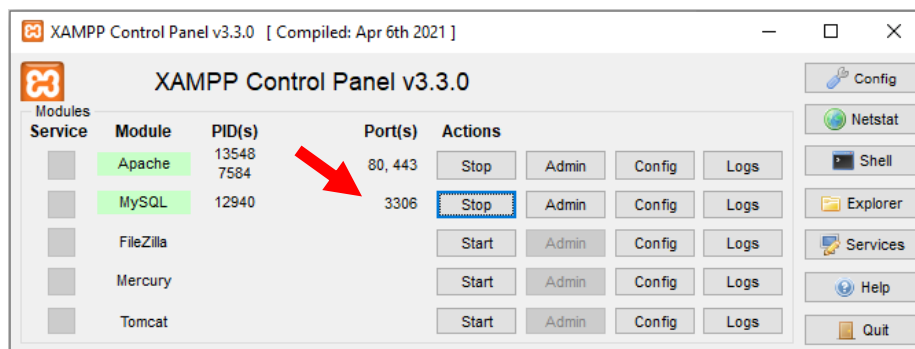 XAMPP Control Panel v3.3.0 [ Compiled: Apr 6th 2021 ]
XAMPP Control Panel v3.3.0
Config
Modules
Service Module PID(s) Port(s) Actions
Netstat
Apache 13548 7584 80, 443 Stop Admin Config Logs
Shell
MySQL 12940 3306 Stop Admin Config Logs
Explorer
FileZilla Start Admin Config Logs
Services
Mercury Start Admin Config Logs
Help
Tomcat Start Admin Config Logs
Quit